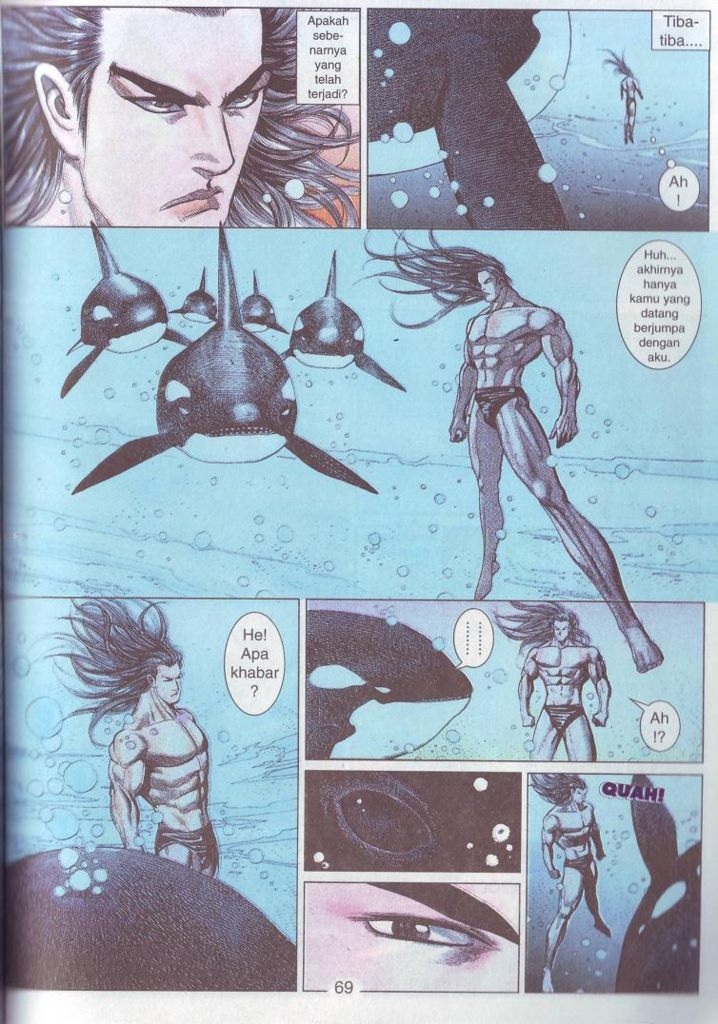 Apakah
sebe-
narnya
yang
telah
terjadi?
Tiba-
tiba....
Ah
!
Huh...
akhirnya
hanya
kamu yang
datang
berjumpa
dengan
aku.
He!
Apa
khabar
?
......
......
Ah
!?
QUAH!
69